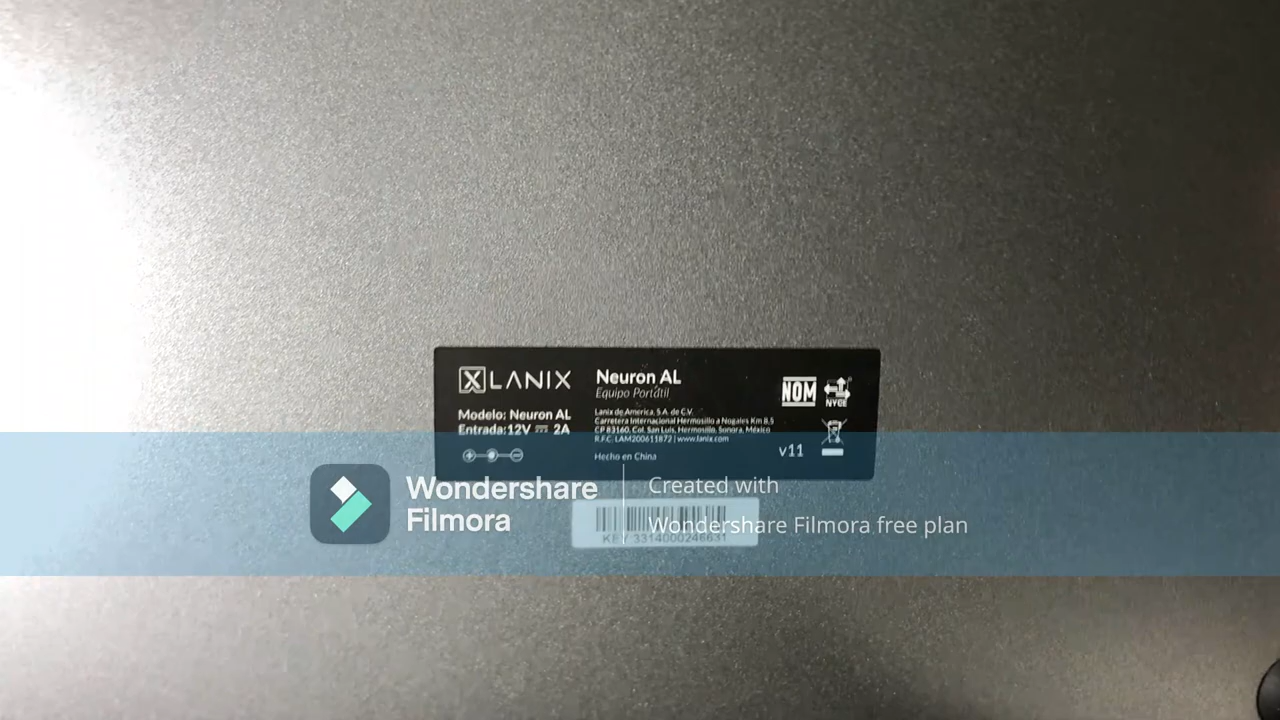 LANIX
Modelo: Neuron AL
Entrada:12V ⎓ 2A
Neuron AL
Equipo Portátil
Lanix de America, S.A. de C.V.
Carretera Internacional Hermosillo a Nogales Km 8.5
CP 83160, Col. San Luis, Hermosillo, Sonora, México
R.F.C. LAM200611872 | www.lanix.com
Hecho en China
NOM
NYCE
v11
Wondershare
Filmora
Created with
Wondershare Filmora free plan
KEY 3314000246631